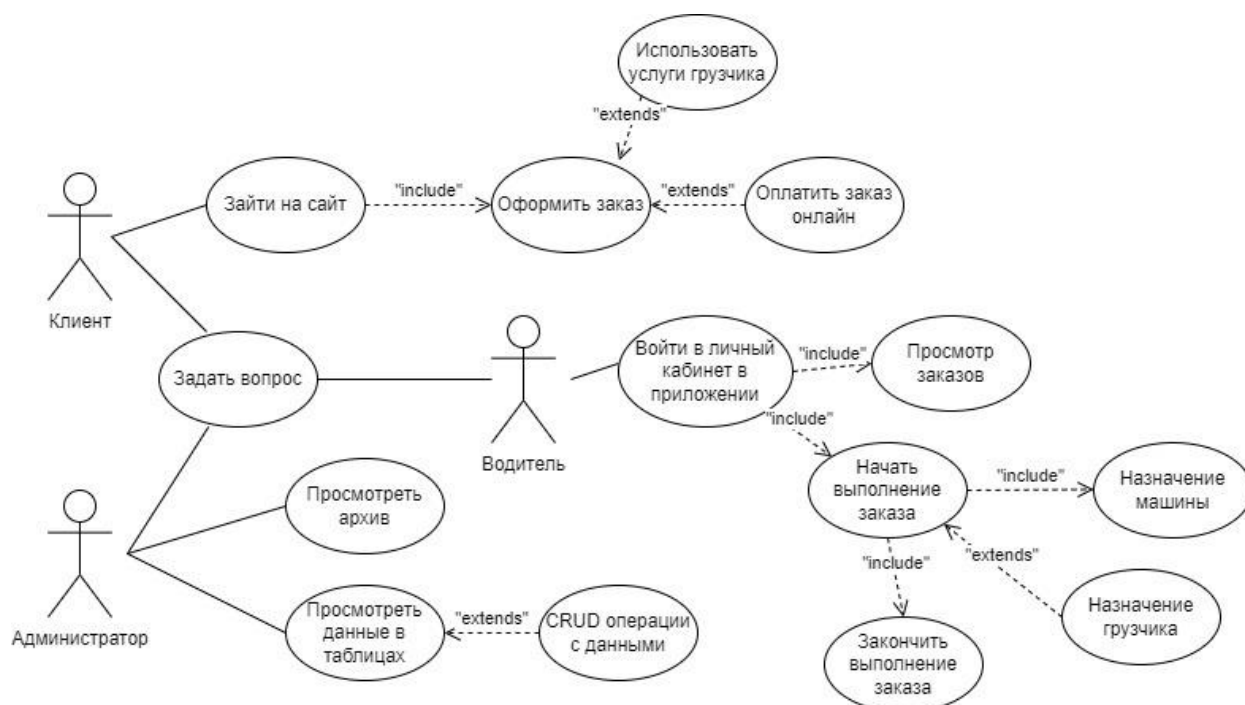 Использовать
услуги грузчика
"extends"
Зайти на сайт
"include"
Оформить заказ
"extends"
Оплатить заказ
онлайн
Клиент
Задать вопрос
Водитель
Войти в личный
кабинет в
приложении
"include"
Просмотр
заказов
"include"
Начать
выполнение
заказа
"include"
Назначение
машины
"include"
"extends"
Назначение
грузчика
Закончить
выполнение
заказа
Администратор
Просмотреть
архив
Просмотреть
данные в
таблицах
"extends"
CRUD операции
с данными